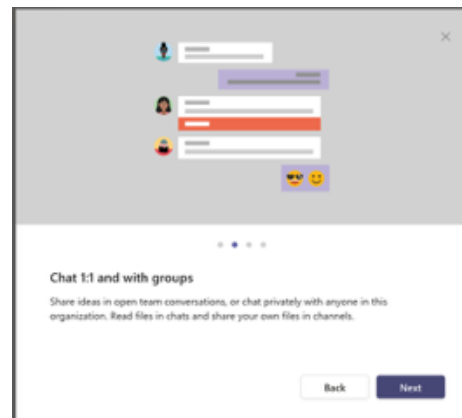 Chat 1:1 and with groups
Share ideas in open team conversations, or chat privately with anyone in this
organization. Read files in chats and share your own files in channels.
Back
Next